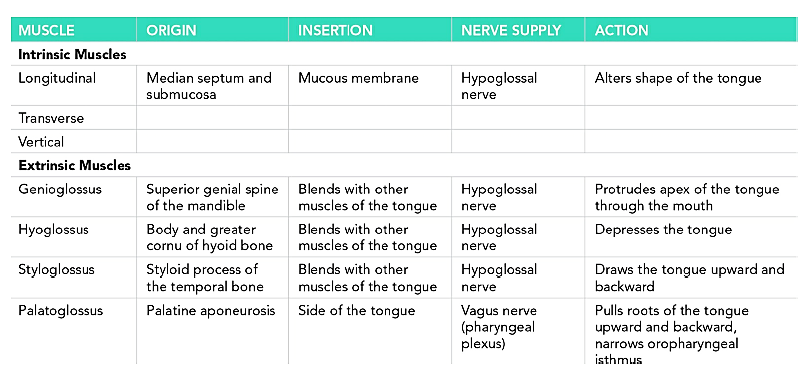 MUSCLE ORIGIN INSERTION NERVE SUPPLY ACTION
Intrinsic Muscles
Longitudinal Median septum and Mucous membrane Hypoglossal Alters shape of the tongue
submucosa nerve
Transverse
Vertical
Extrinsic Muscles
Genioglossus Superior genial spine Blends with other Hypoglossal Protrudes apex of the tongue
of the mandible muscles of the tongue nerve through the mouth
Hyoglossus Body and greater Blends with other Hypoglossal Depresses the tongue
cornu of hyoid bone muscles of the tongue nerve
Styloglossus Styloid process of Blends with other Hypoglossal Draws the tongue upward and
the temporal bone muscles of the tongue nerve backward
Palatoglossus Palatine aponeurosis Side of the tongue Vagus nerve Pulls roots of the tongue
(pharyngeal upward and backward,
plexus) narrows oropharyngeal
isthmus